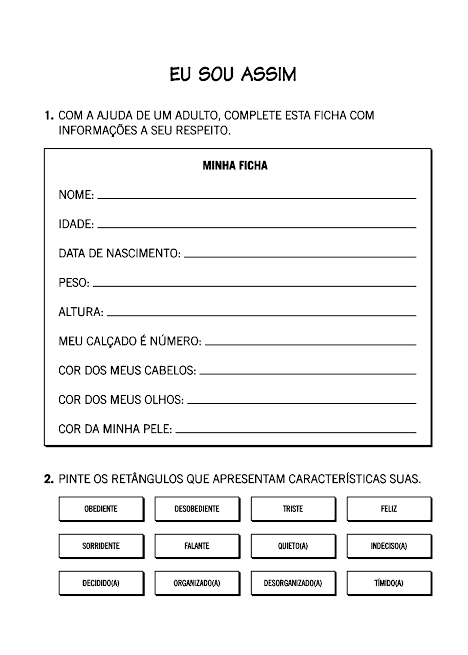 EU SOU ASSIM
1. COM A AJUDA DE UM ADULTO, COMPLETE ESTA FICHA COM
INFORMAÇÕES A SEU RESPEITO.
MINHA FICHA
NOME:
IDADE:
DATA DE NASCIMENTO:
PESO:
ALTURA:
MEU CALÇADO É NÚMERO:
COR DOS MEUS CABELOS:
COR DOS MEUS OLHOS:
COR DA MINHA PELE:
2. PINTE OS RETÂNGULOS QUE APRESENTAM CARACTERÍSTICAS SUAS.
OBEDIENTE DESOBEDIENTE TRISTE FELIZ
SORRIDENTE FALANTE QUIETO(A) INDECISO(A)
DECIDIDO(A) ORGANIZADO(A) DESORGANIZADO(A) TÍMIDO(A)